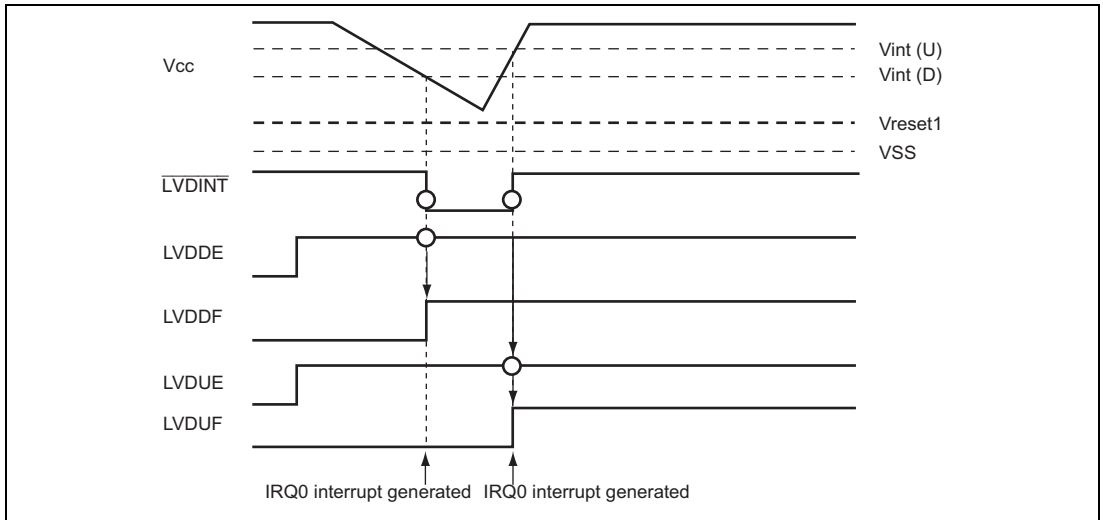 Vcc
Vint (U)
Vint (D)
Vreset1
VSS
LVDINT
LVDDE
LVDDF
LVDUE
LVDUF
IRQ0 interrupt generated IRQ0 interrupt generated